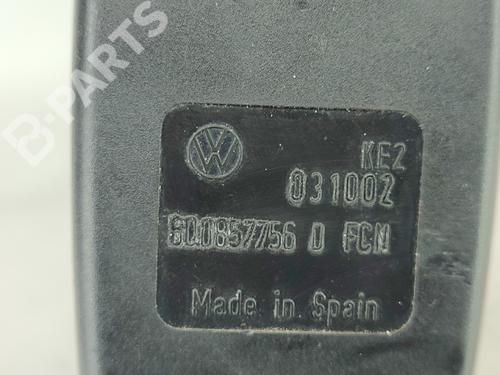 B-PARTS
KE2
031002
6Q0857756 D FCN
Made in Spain